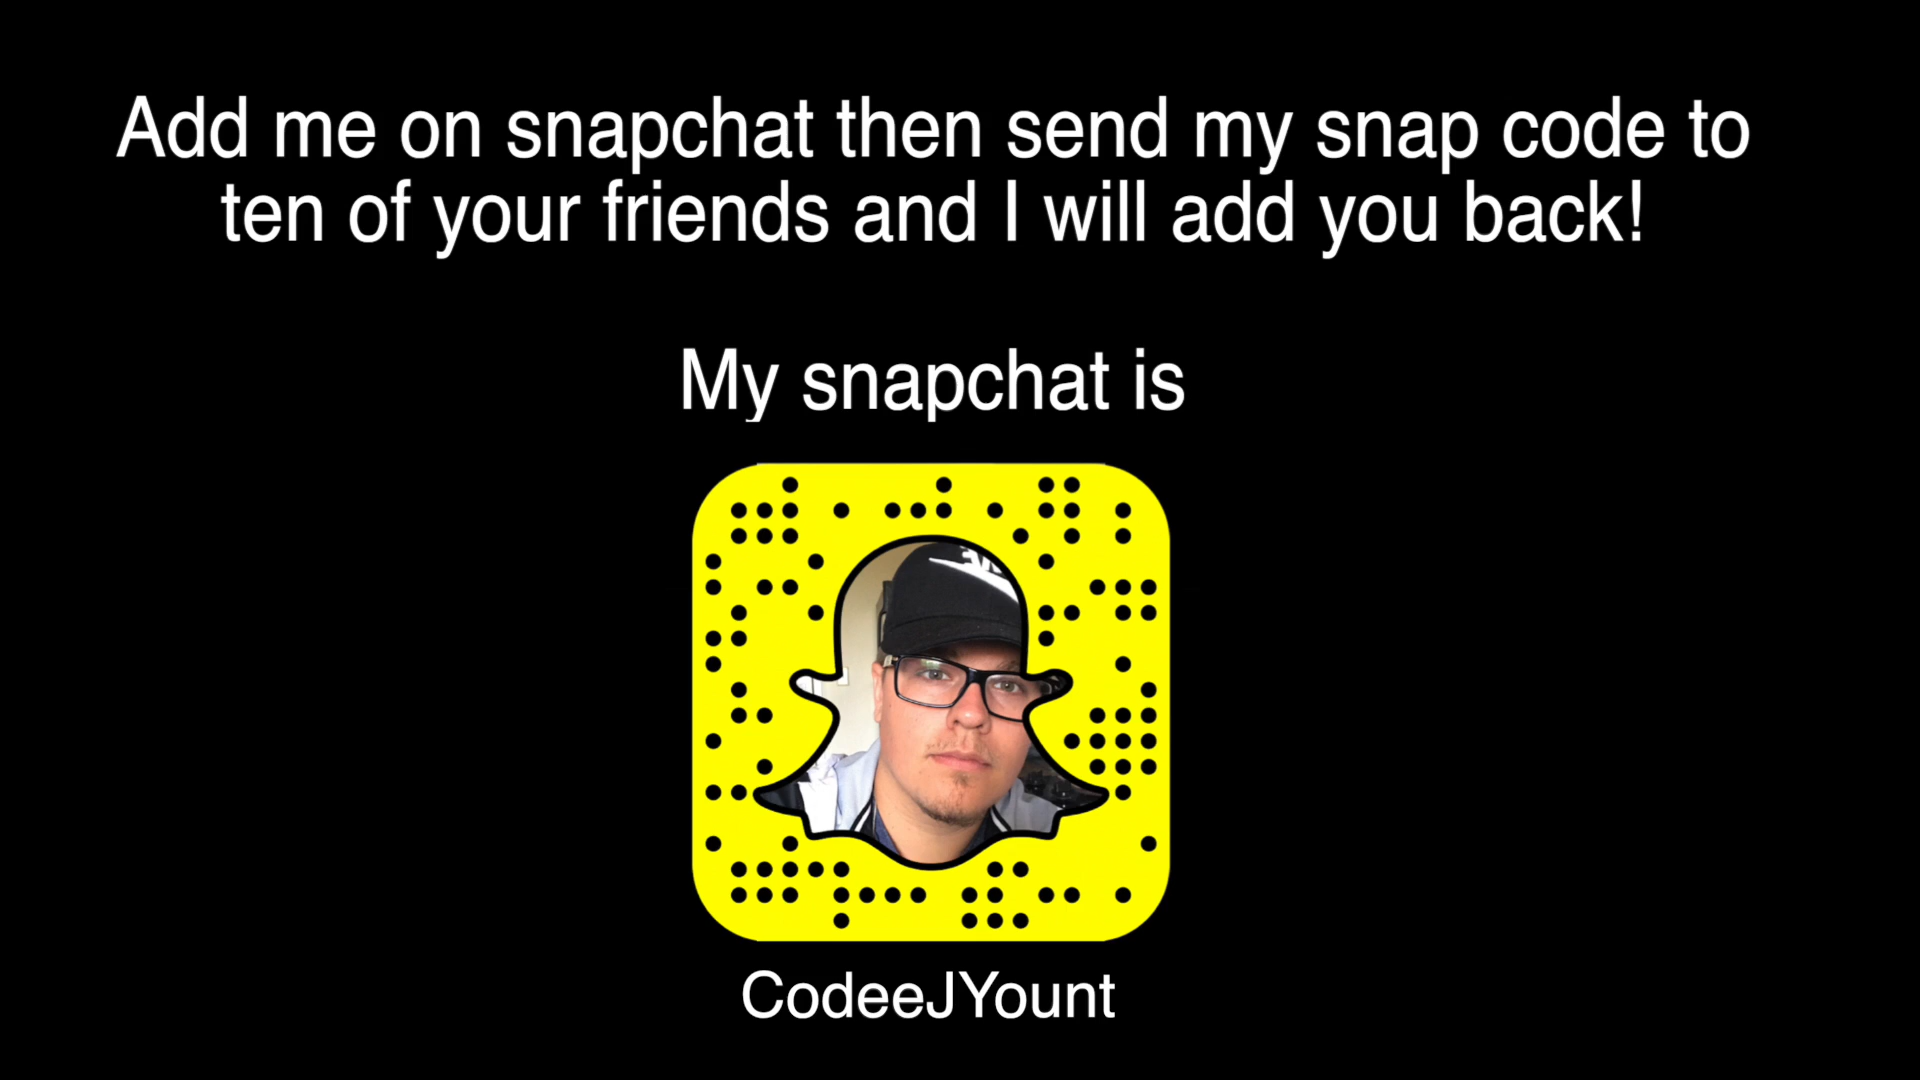 Add me on snapchat then send my snap code to
ten of your friends and I will add you back!
My snapchat is
CodeeJYount